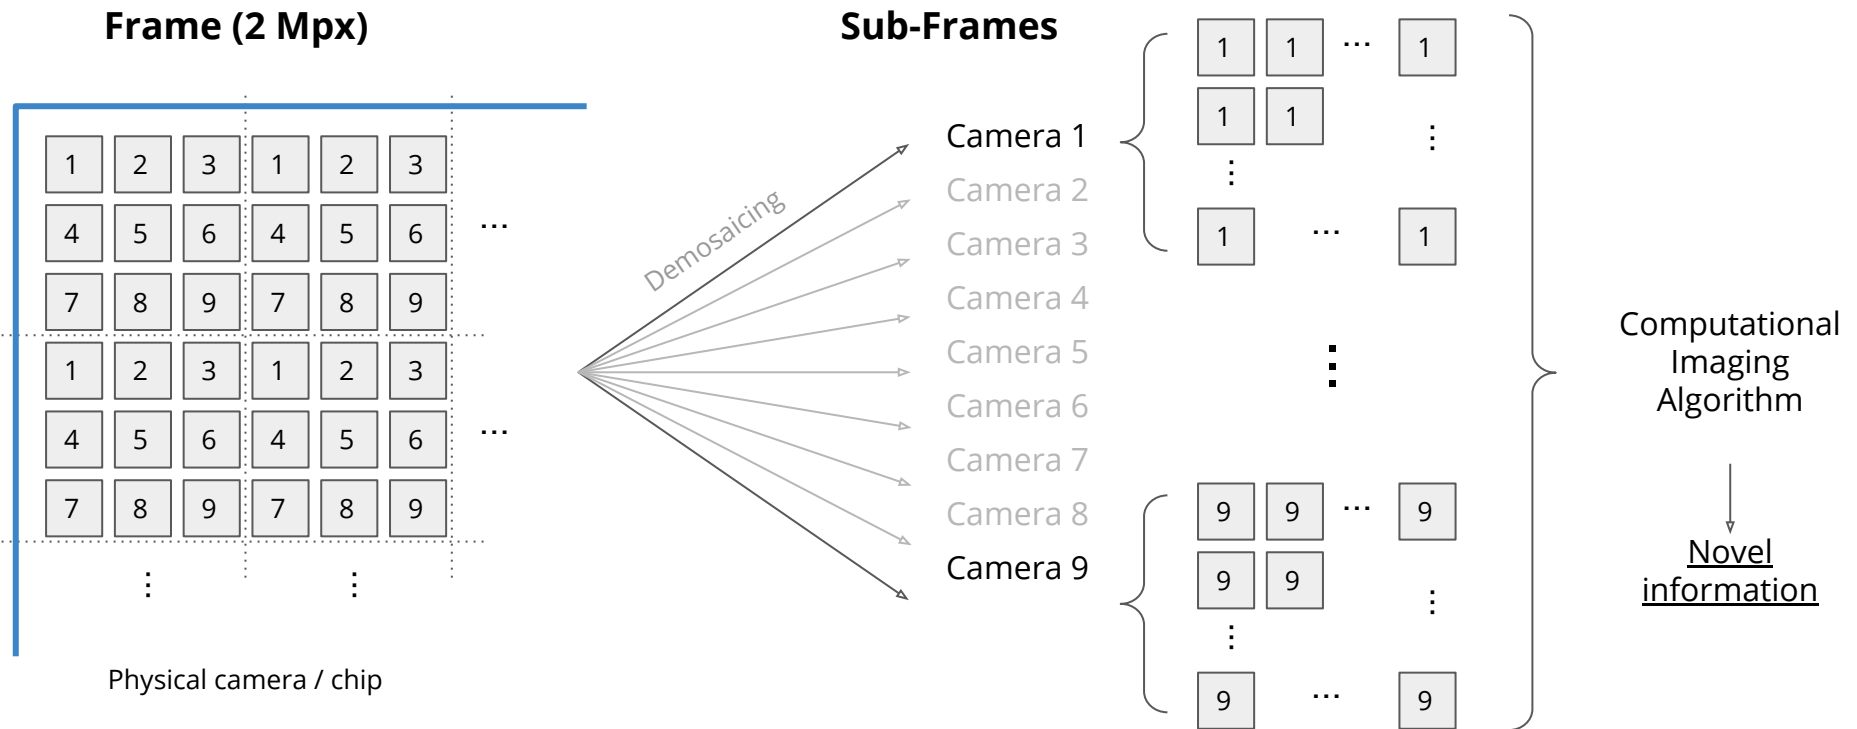 Frame (2 Mpx)
1 2 3 1 2 3
4 5 6 4 5 6 ...
7 8 9 7 8 9
1 2 3 1 2 3
4 5 6 4 5 6 ...
7 8 9 7 8 9
⋮ ⋮
Physical camera / chip
Demosaicing
Sub-Frames
Camera 1
Camera 2
Camera 3
Camera 4
Camera 5
Camera 6
Camera 7
Camera 8
Camera 9
1 1 ... 1
1 1 ⋮
⋮
1 ... 1
⋮
9 9 ... 9
9 9 ⋮
⋮
9 ... 9
Computational
Imaging
Algorithm
Novel
information